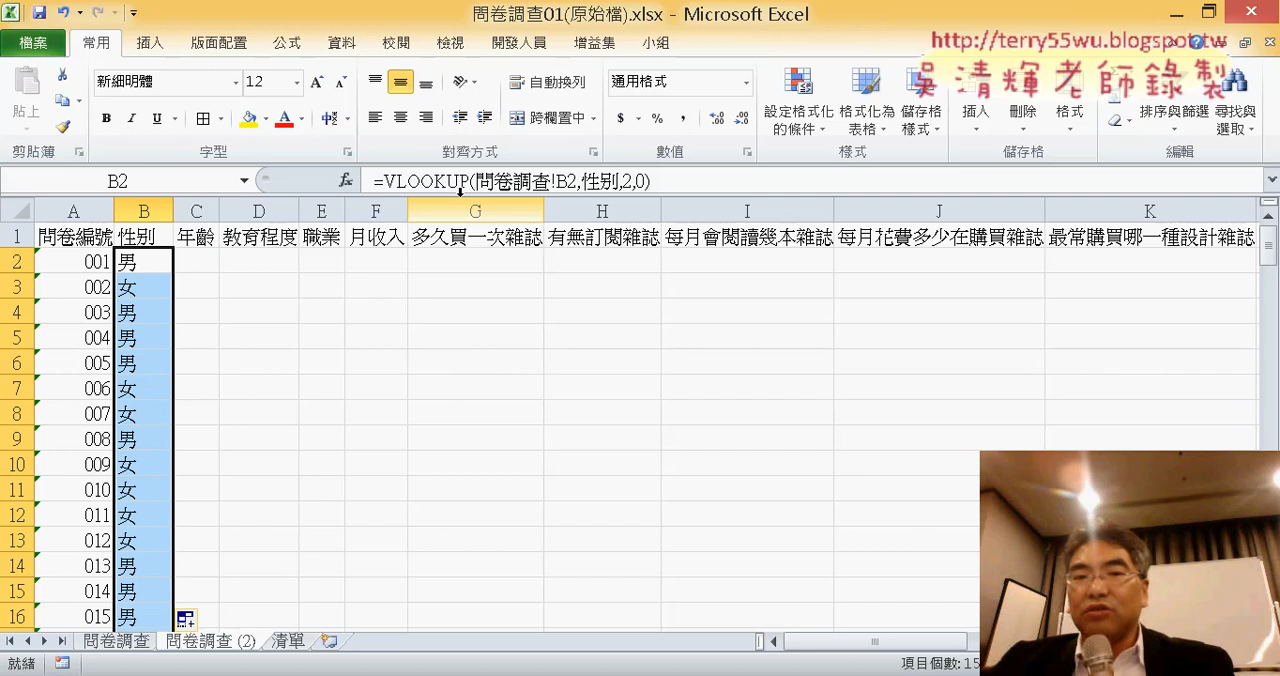 問卷調查01(原始檔).xlsx - Microsoft Excel
http://terry55wu.blogspot.tw
吳清輝老師錄製
檔案 常用 插入 版面配置 公式 資料 校閱 檢視 開發人員 增益集 小組
貼上
新細明體 12
B I U
自動換列
跨欄置中
通用格式
$ % ,
設定格式化的條件
格式化為表格
儲存格樣式
插入 刪除 格式
排序與篩選
尋找與選取
剪貼簿 字型 對齊方式 數值 樣式 儲存格 編輯
B2 fx =VLOOKUP(問卷調查!B2,性別,2,0)
A B C D E F G H I J K
1 問卷編號 性別 年齡 教育程度 職業 月收入 多久買一次雜誌 有無訂閱雜誌 每月會閱讀幾本雜誌 每月花費多少在購買雜誌 最常購買哪一種設計雜誌
2 001 男
3 002 女
4 003 男
5 004 男
6 005 男
7 006 女
8 007 女
9 008 男
10 009 女
11 010 女
12 011 女
13 012 女
14 013 男
15 014 男
16 015 男
問卷調查 問卷調查 (2) 清單
就緒 項目個數: 15